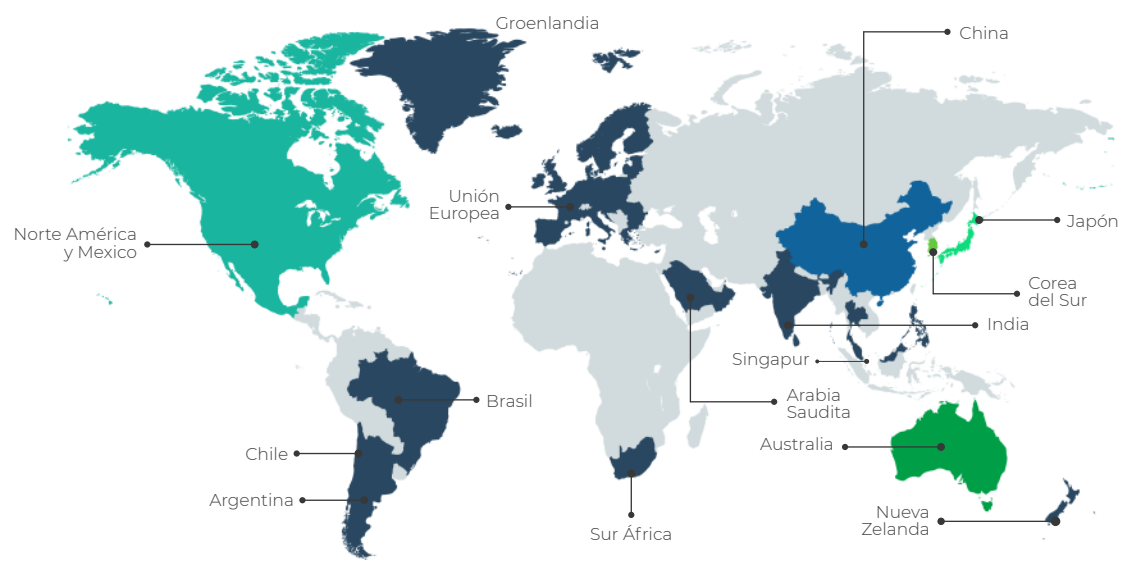 Groenlandia
China
Unión
Europea
Japón
Norte América
y Mexico
Corea
del Sur
India
Singapur
Arabia
Saudita
Brasil
Australia
Chile
Argentina
Nueva
Zelanda
Sur África